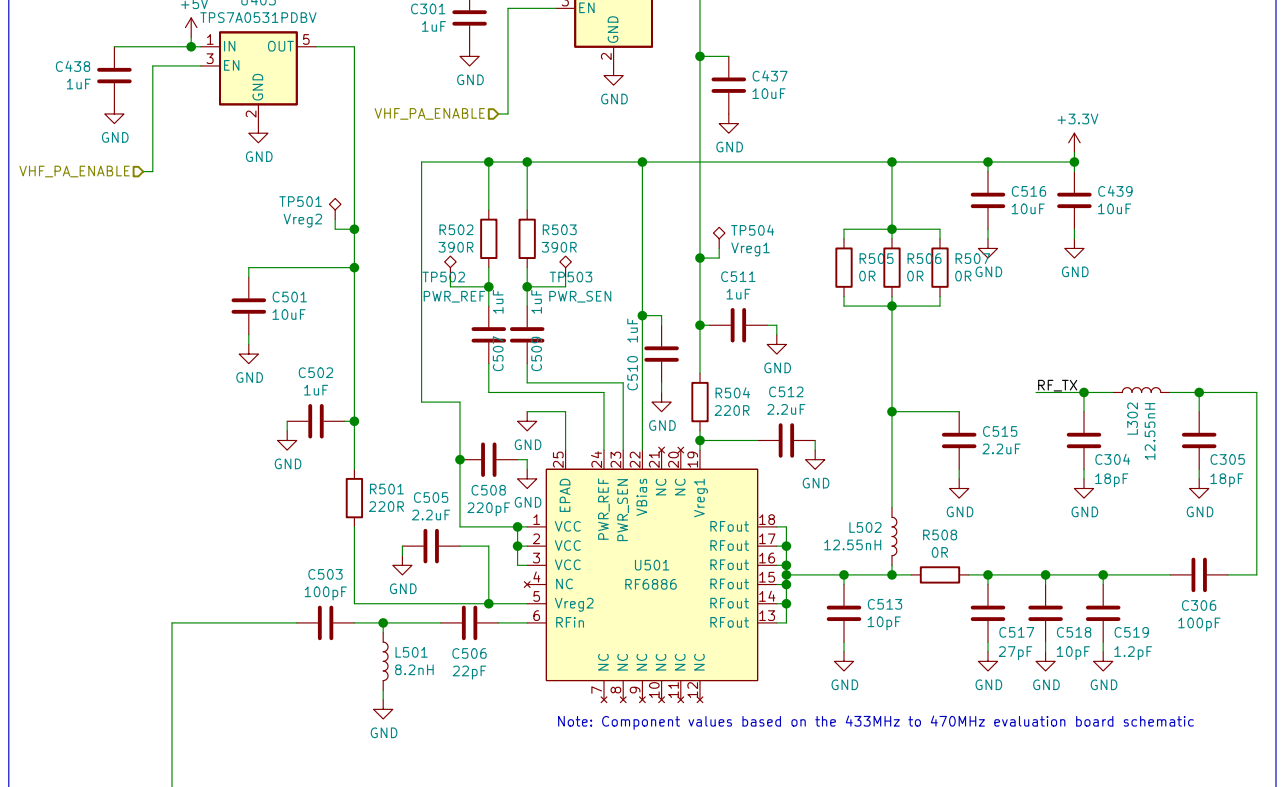 +5V
TPS7A0531PDBV
1 IN OUT 5
3 EN
GND
2
GND
C438
1uF
GND
VHF_PA_ENABLE
C301
1uF
GND
3 EN
GND
2
GND
VHF_PA_ENABLE
C437
10uF
GND
+3.3V
C516
10uF
GND
C439
10uF
GND
TP501
Vreg2
R502
390R
R503
390R
TP502
PWR_REF
TP503
PWR_SEN
TP504
Vreg1
C511
1uF
GND
R505
0R
R506
0R
R507
0R
C501
10uF
GND
1uF
C507
1uF
C509
C510 1uF
GND
C502
1uF
GND
R504
220R
C512
2.2uF
GND
RF_TX
L302
12.55nH
C304
18pF
GND
C305
18pF
GND
C515
2.2uF
GND
GND
R501
220R
C505
2.2uF
GND
C508
220pF
GND
25 24 23 22 21 20 19
EPAD
PWR_REF
PWR_SEN
VBias
NC
NC
Vreg1
1 VCC
2 VCC
3 VCC
4 NC
5 Vreg2
6 RFin
U501
RF6886
RFout 18
RFout 17
RFout 16
RFout 15
RFout 14
RFout 13
NC NC NC NC NC NC
7 8 9 10 11 12
L502
12.55nH
R508
0R
C503
100pF
L501
8.2nH
GND
C506
22pF
C513
10pF
GND
C517
27pF
GND
C518
10pF
GND
C519
1.2pF
GND
C306
100pF
Note: Component values based on the 433MHz to 470MHz evaluation board schematic